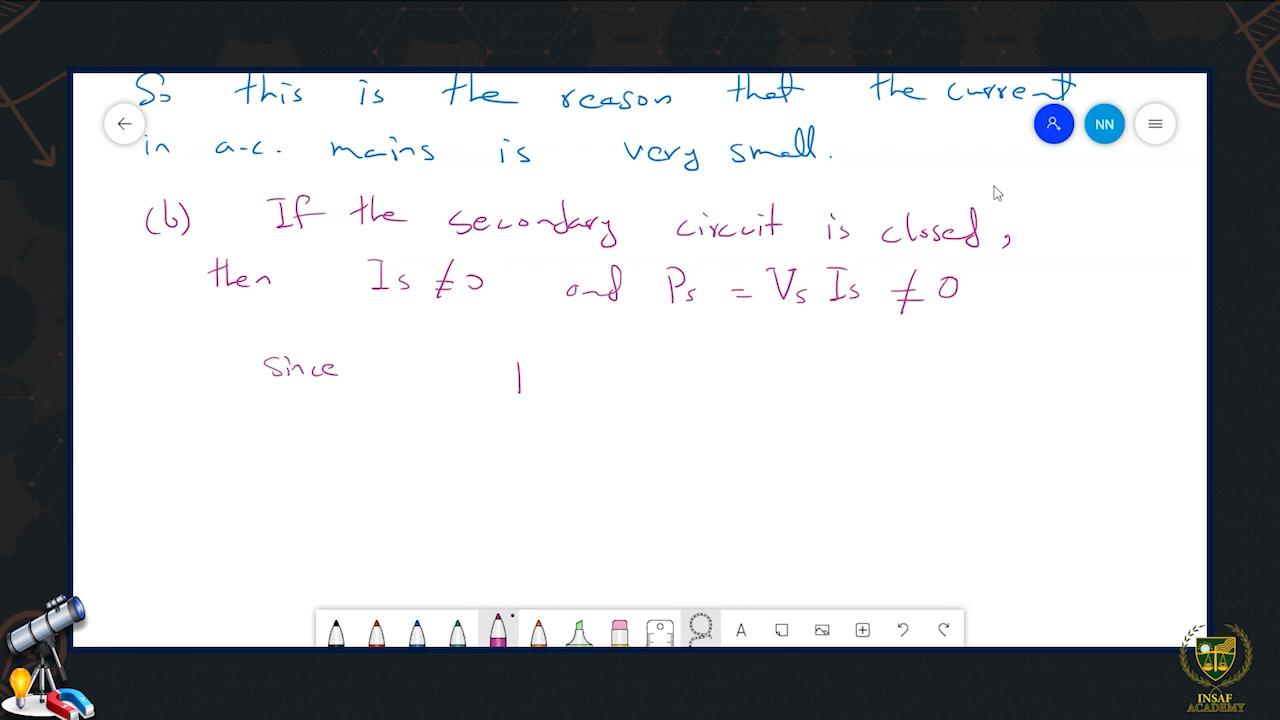 So this is the reason that the current
in a.c. mains is very small.
(b) If the secondary circuit is closed,
then Is ≠ 0 and Ps = Vs Is ≠ 0
since
NN
A
INSAF
ACADEMY